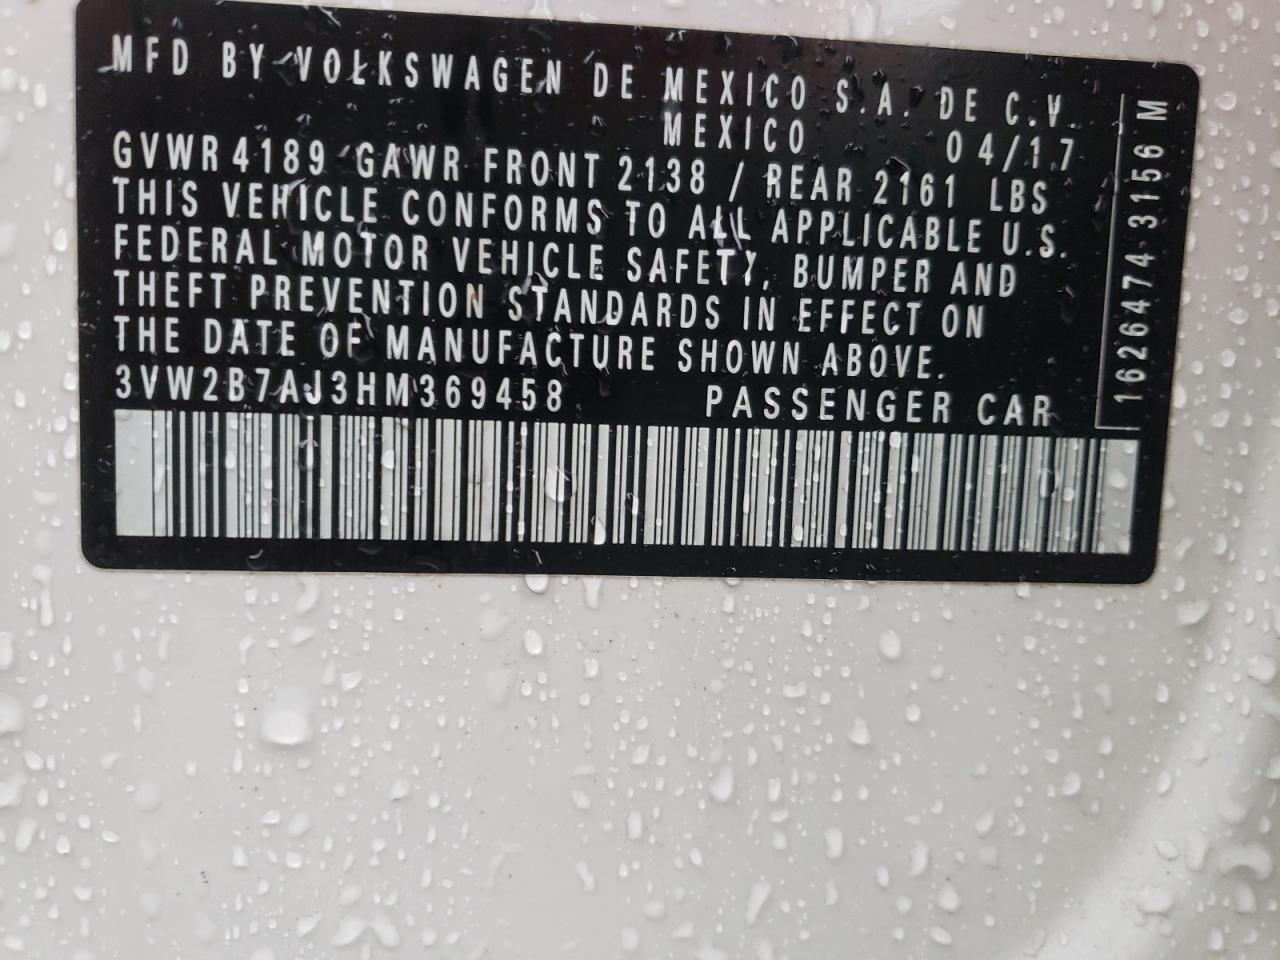 MFD BY VOLKSWAGEN DE MEXICO S.A. DE C.V.
MEXICO 04/17
GVWR 4189 GAWR FRONT 2138 / REAR 2161 LBS
THIS VEHICLE CONFORMS TO ALL APPLICABLE U.S.
FEDERAL MOTOR VEHICLE SAFETY, BUMPER AND
THEFT PREVENTION STANDARDS IN EFFECT ON
THE DATE OF MANUFACTURE SHOWN ABOVE.
3VW2B7AJ3HM369458 PASSENGER CAR
1626474 3156 M